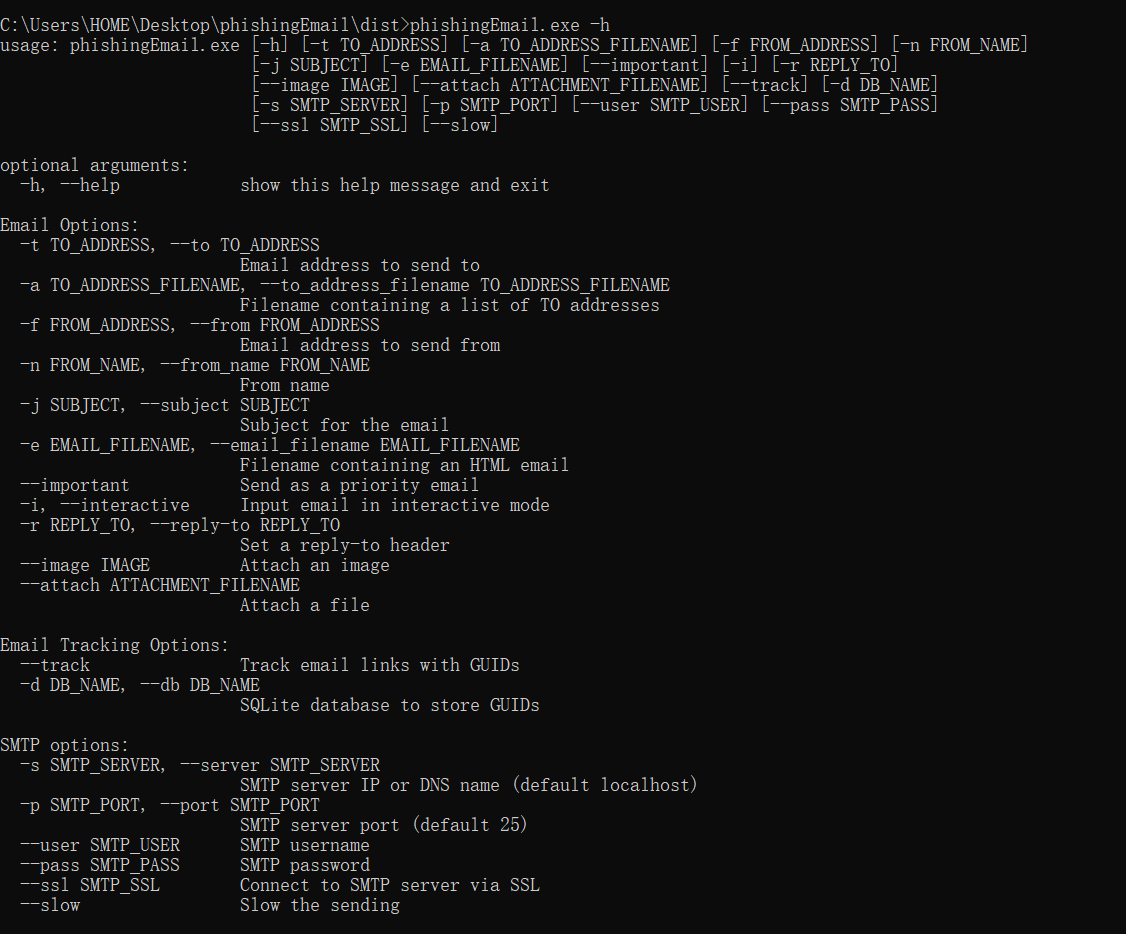 C:\Users\HOME\Desktop\phishingEmail\dist>phishingEmail.exe -h
usage: phishingEmail.exe [-h] [-t TO_ADDRESS] [-a TO_ADDRESS_FILENAME] [-f FROM_ADDRESS] [-n FROM_NAME]
[-j SUBJECT] [-e EMAIL_FILENAME] [--important] [-i] [-r REPLY_TO]
[--image IMAGE] [--attach ATTACHMENT_FILENAME] [--track] [-d DB_NAME]
[-s SMTP_SERVER] [-p SMTP_PORT] [--user SMTP_USER] [--pass SMTP_PASS]
[--ssl SMTP_SSL] [--slow]
optional arguments:
-h, --help show this help message and exit
Email Options:
-t TO_ADDRESS, --to TO_ADDRESS
Email address to send to
-a TO_ADDRESS_FILENAME, --to_address_filename TO_ADDRESS_FILENAME
Filename containing a list of TO addresses
-f FROM_ADDRESS, --from FROM_ADDRESS
Email address to send from
-n FROM_NAME, --from_name FROM_NAME
From name
-j SUBJECT, --subject SUBJECT
Subject for the email
-e EMAIL_FILENAME, --email_filename EMAIL_FILENAME
Filename containing an HTML email
--important Send as a priority email
-i, --interactive Input email in interactive mode
-r REPLY_TO, --reply-to REPLY_TO
Set a reply-to header
--image IMAGE Attach an image
--attach ATTACHMENT_FILENAME
Attach a file
Email Tracking Options:
--track Track email links with GUIDs
-d DB_NAME, --db DB_NAME
SQLite database to store GUIDs
SMTP options:
-s SMTP_SERVER, --server SMTP_SERVER
SMTP server IP or DNS name (default localhost)
-p SMTP_PORT, --port SMTP_PORT
SMTP server port (default 25)
--user SMTP_USER SMTP username
--pass SMTP_PASS SMTP password
--ssl SMTP_SSL Connect to SMTP server via SSL
--slow Slow the sending